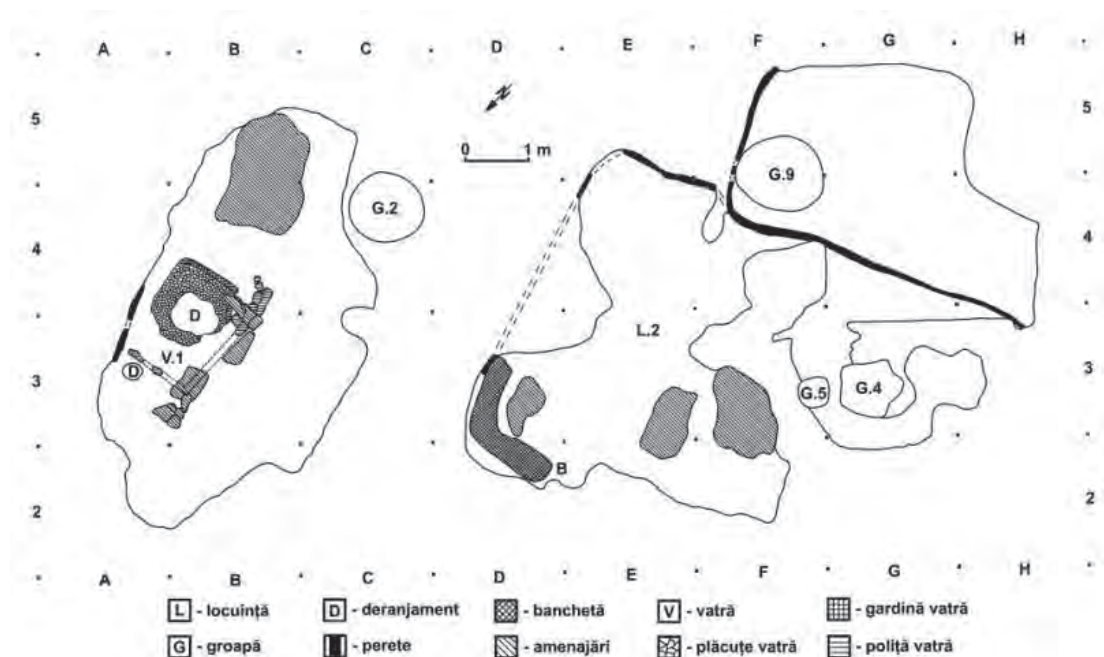 A B C D E F G H
5 5
N
0 1 m
G.9
G.2
4 4
D
L.2
V.1
D
3 3
G.5 G.4
B
2 2
A B C D E F G H
L - locuință D - deranjament - banchetă V - vatră - gardină vatră
G - groapă - perete - amenajări - plăcuțe vatră - poliță vatră